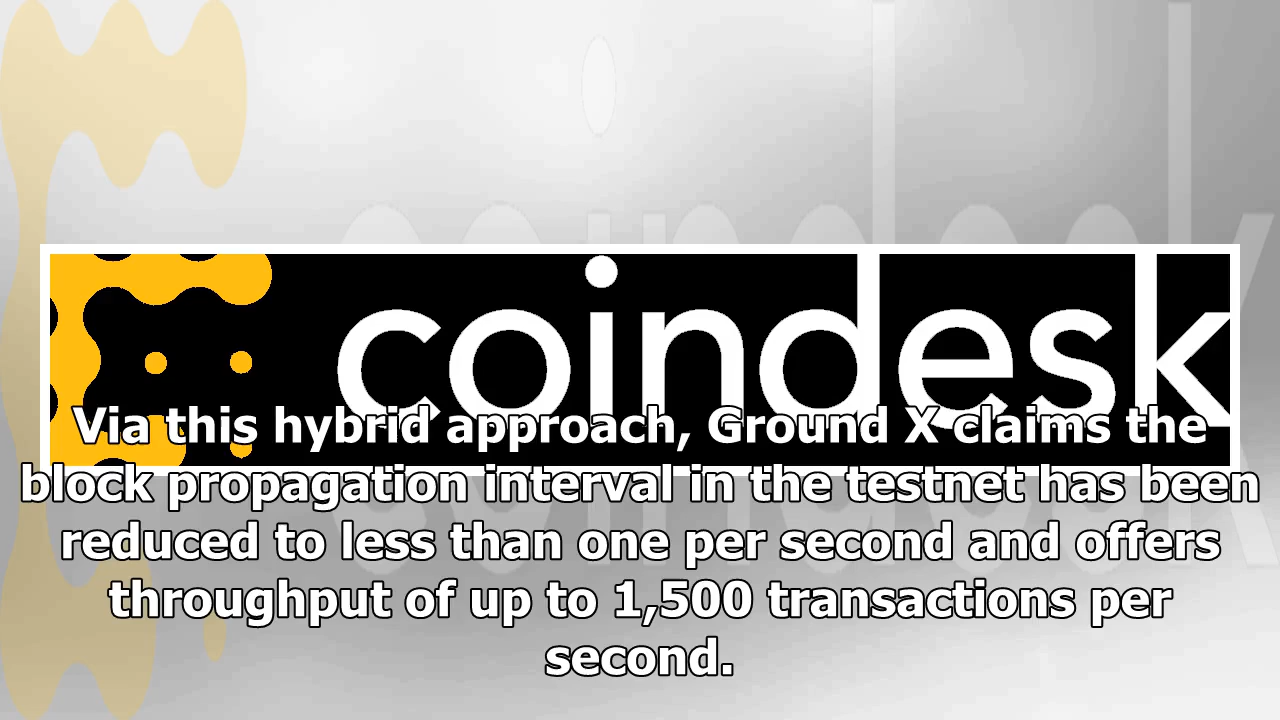 coindesk
Via this hybrid approach, Ground X claims the
block propagation interval in the testnet has been
reduced to less than one per second and offers
throughput of up to 1,500 transactions per
second.